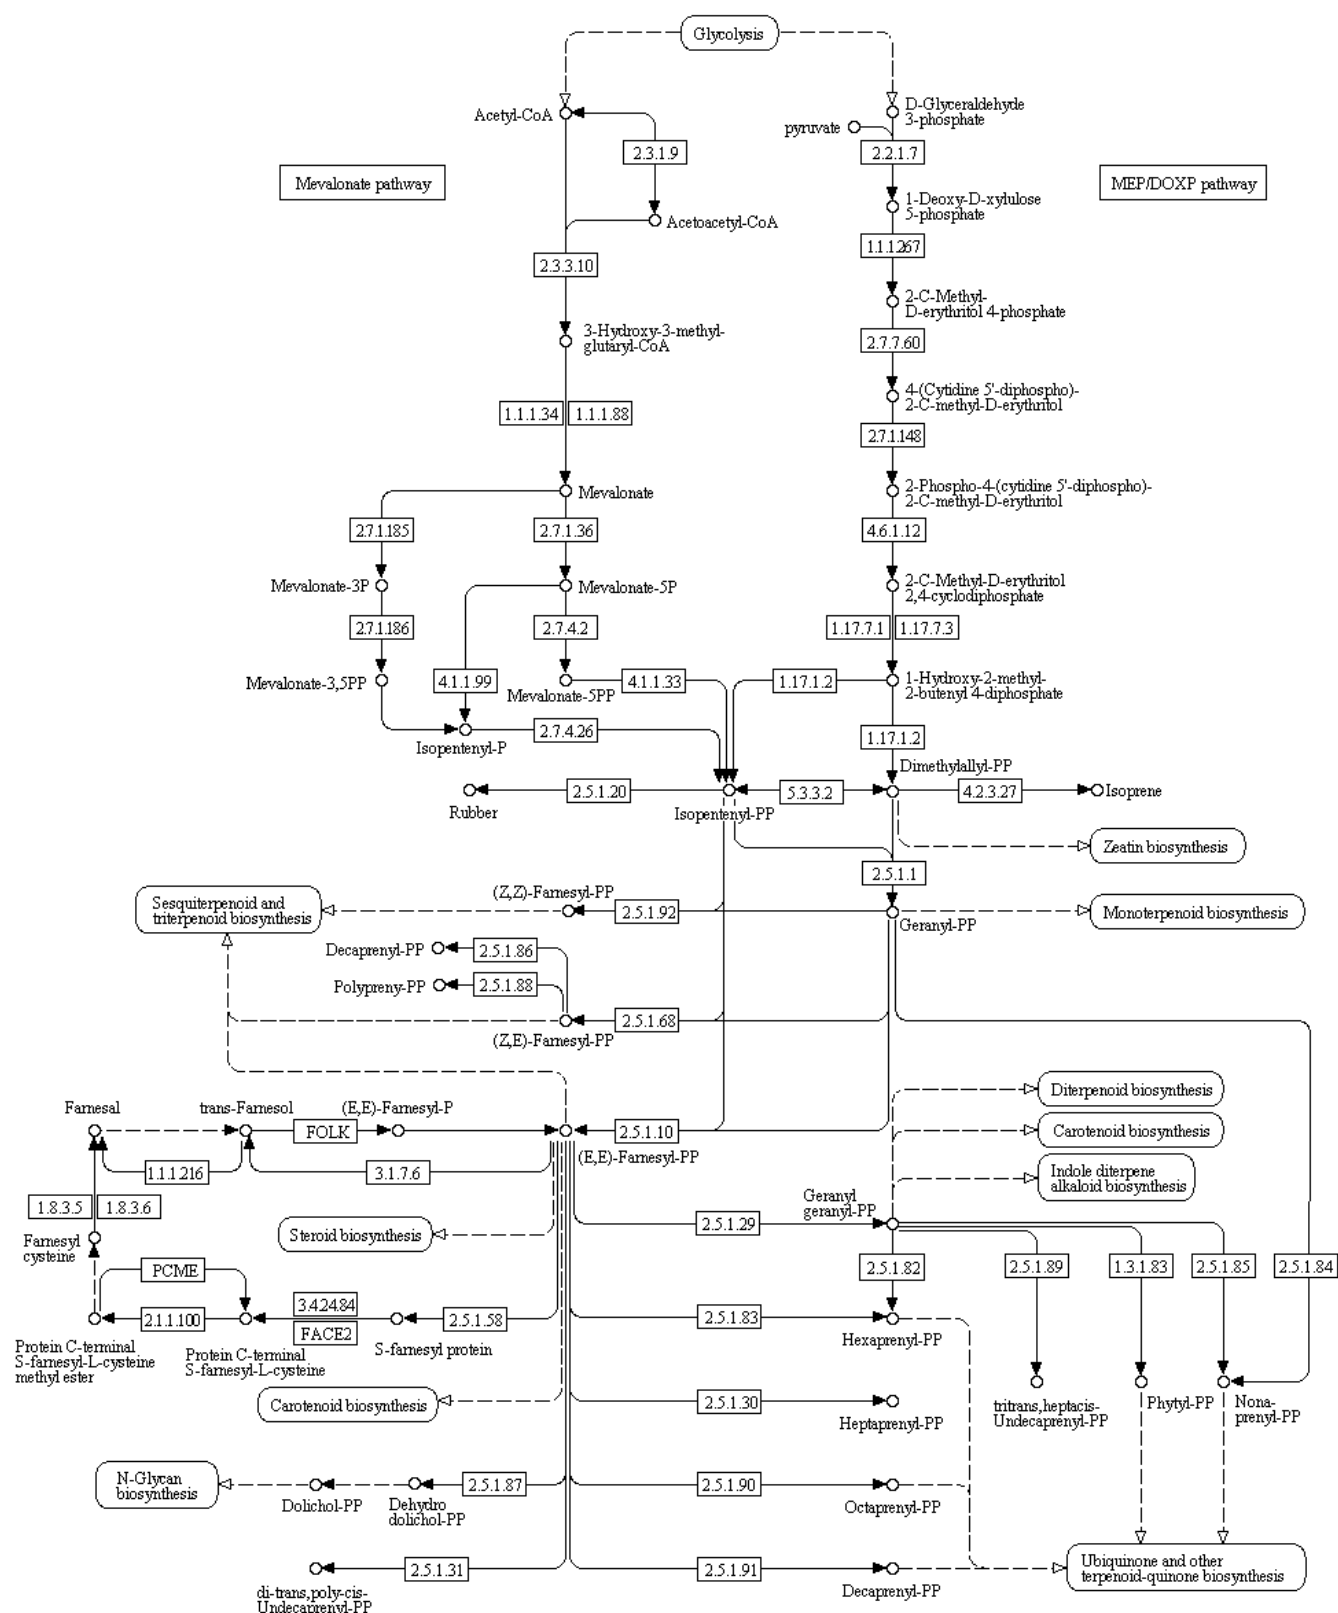 Glycolysis
Acetyl-CoA
D-Glyceraldehyde
3-phosphate
pyruvate
2.3.1.9
2.2.1.7
Mevalonate pathway
MEP/DOXP pathway
1-Deoxy-D-xylulose
5-phosphate
Acetoacetyl-CoA
1.1.1.267
2.3.3.10
2-C-Methyl-
D-erythritol 4-phosphate
3-Hydroxy-3-methyl-
glutaryl-CoA
2.7.7.60
4-(Cytidine 5'-diphospho)-
2-C-methyl-D-erythritol
1.1.1.34
1.1.1.88
2.7.1.148
Mevalonate
2-Phospho-4-(cytidine 5'-diphospho)-
2-C-methyl-D-erythritol
2.7.1.185
2.7.1.36
4.6.1.12
Mevalonate-3P
Mevalonate-5P
2-C-Methyl-D-erythritol
2,4-cyclodiphosphate
2.7.1.186
2.7.4.2
1.17.7.1
1.17.7.3
Mevalonate-3,5PP
4.1.1.99
Mevalonate-5PP
4.1.1.33
1.17.1.2
1-Hydroxy-2-methyl-
2-butenyl 4-diphosphate
Isopentenyl-P
2.7.4.26
1.17.1.2
Dimethylallyl-PP
Rubber
2.5.1.20
Isopentenyl-PP
5.3.3.2
4.2.3.27
Isoprene
Zeatin biosynthesis
2.5.1.1
(Z,Z)-Farnesyl-PP
Sesquiterpenoid and
triterpenoid biosynthesis
2.5.1.92
Geranyl-PP
Monoterpenoid biosynthesis
Decaprenyl-PP
2.5.1.86
Polypreny-PP
2.5.1.88
2.5.1.68
(Z,E)-Farnesyl-PP
Diterpenoid biosynthesis
Farnesal
trans-Farnesol
(E,E)-Farnesyl-P
FOLK
2.5.1.10
Carotenoid biosynthesis
(E,E)-Farnesyl-PP
1.1.1.216
3.1.7.6
Indole diterpene
alkaloid biosynthesis
1.8.3.5
1.8.3.6
Geranyl
geranyl-PP
Farnesyl
cysteine
Steroid biosynthesis
2.5.1.29
PCME
2.5.1.82
2.5.1.89
1.3.1.83
2.5.1.85
2.5.1.84
3.4.24.84
2.1.1.100
2.5.1.58
2.5.1.83
FACE2
Hexaprenyl-PP
Protein C-terminal
S-farnesyl-L-cysteine
methyl ester
Protein C-terminal
S-farnesyl-L-cysteine
S-farnesyl protein
Carotenoid biosynthesis
2.5.1.30
Heptaprenyl-PP
tritrans,heptacis-
Undecaprenyl-PP
Phytyl-PP
Nona-
prenyl-PP
N-Glycan
biosynthesis
Dolichol-PP
Dehydro
dolichol-PP
2.5.1.87
2.5.1.90
Octaprenyl-PP
2.5.1.31
2.5.1.91
Ubiquinone and other
terpenoid-quinone biosynthesis
di-trans,poly-cis-
Undecaprenyl-PP
Decaprenyl-PP